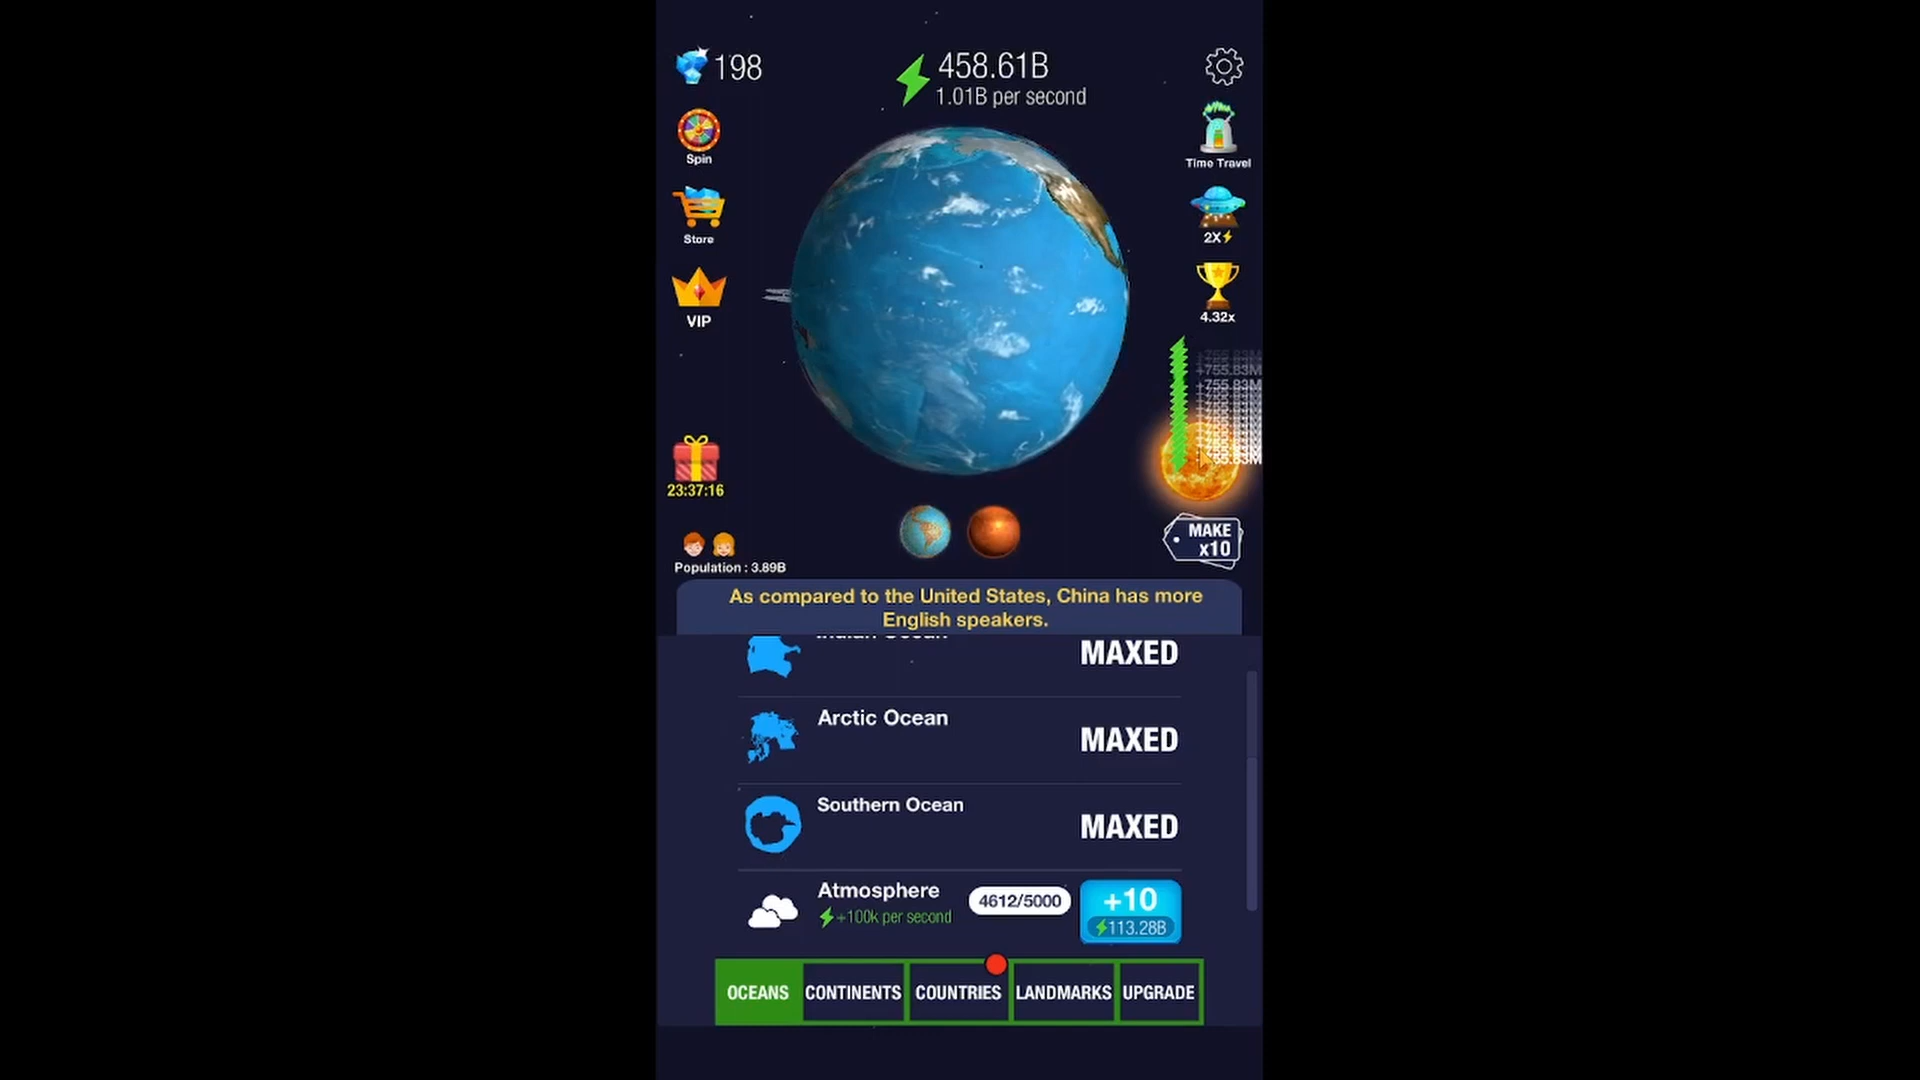 198
458.61B
1.01B per second
Spin
Time Travel
Store
2X
VIP
4.32x
+755.83M
+755.83M
23:37:16
MAKE
x10
Population : 3.89B
As compared to the United States, China has more
English speakers.
Indian Ocean
MAXED
Arctic Ocean
MAXED
Southern Ocean
MAXED
Atmosphere
+100k per second
4612/5000
+10
113.28B
OCEANS
CONTINENTS
COUNTRIES
LANDMARKS
UPGRADE